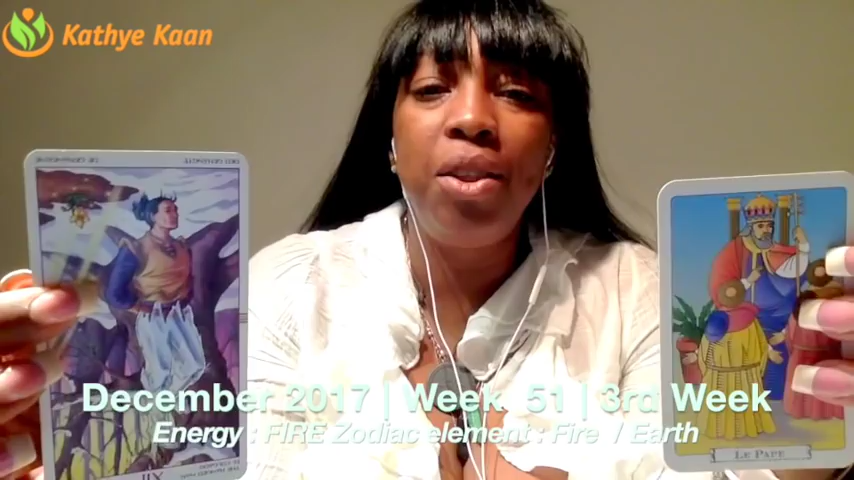 Kathye Kaan
December 2017 | Week 51 | 3rd Week
Energy : FIRE Zodiac element : Fire / Earth
LE PAPE